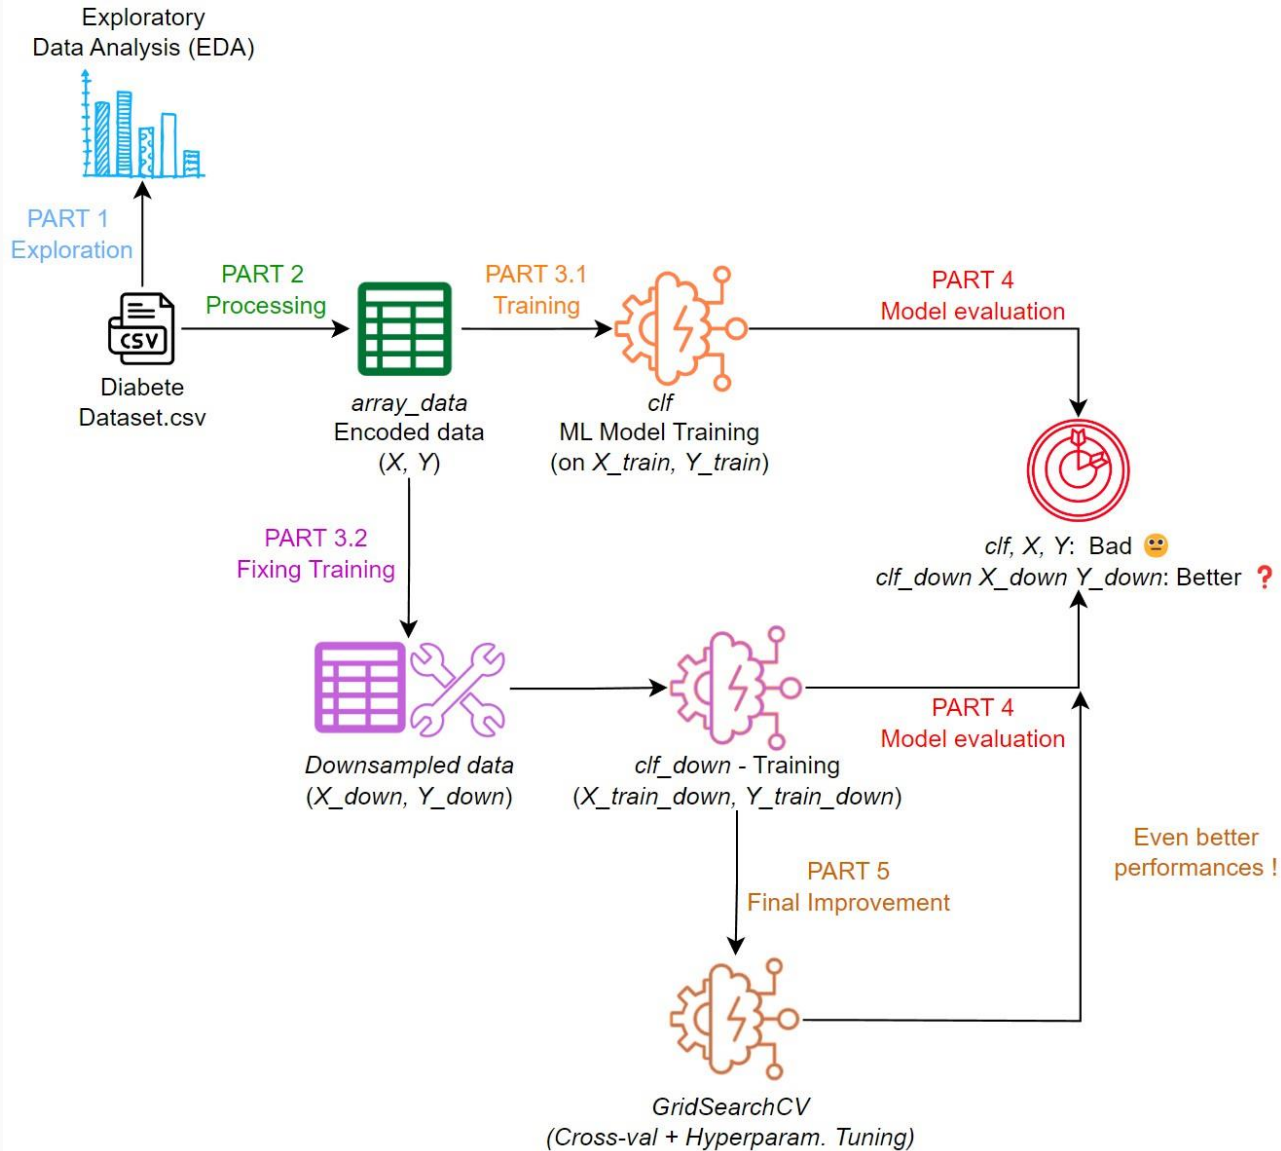 Exploratory
Data Analysis (EDA)
PART 1
Exploration
PART 2
Processing
PART 3.1
Training
PART 4
Model evaluation
CSV
Diabete
Dataset.csv
array_data
Encoded data
(X, Y)
clf
ML Model Training
(on X_train, Y_train)
PART 3.2
Fixing Training
clf, X, Y: Bad 😐
clf_down X_down Y_down: Better ❓
Downsampled data
(X_down, Y_down)
clf_down - Training
(X_train_down, Y_train_down)
PART 4
Model evaluation
PART 5
Final Improvement
Even better
performances !
GridSearchCV
(Cross-val + Hyperparam. Tuning)